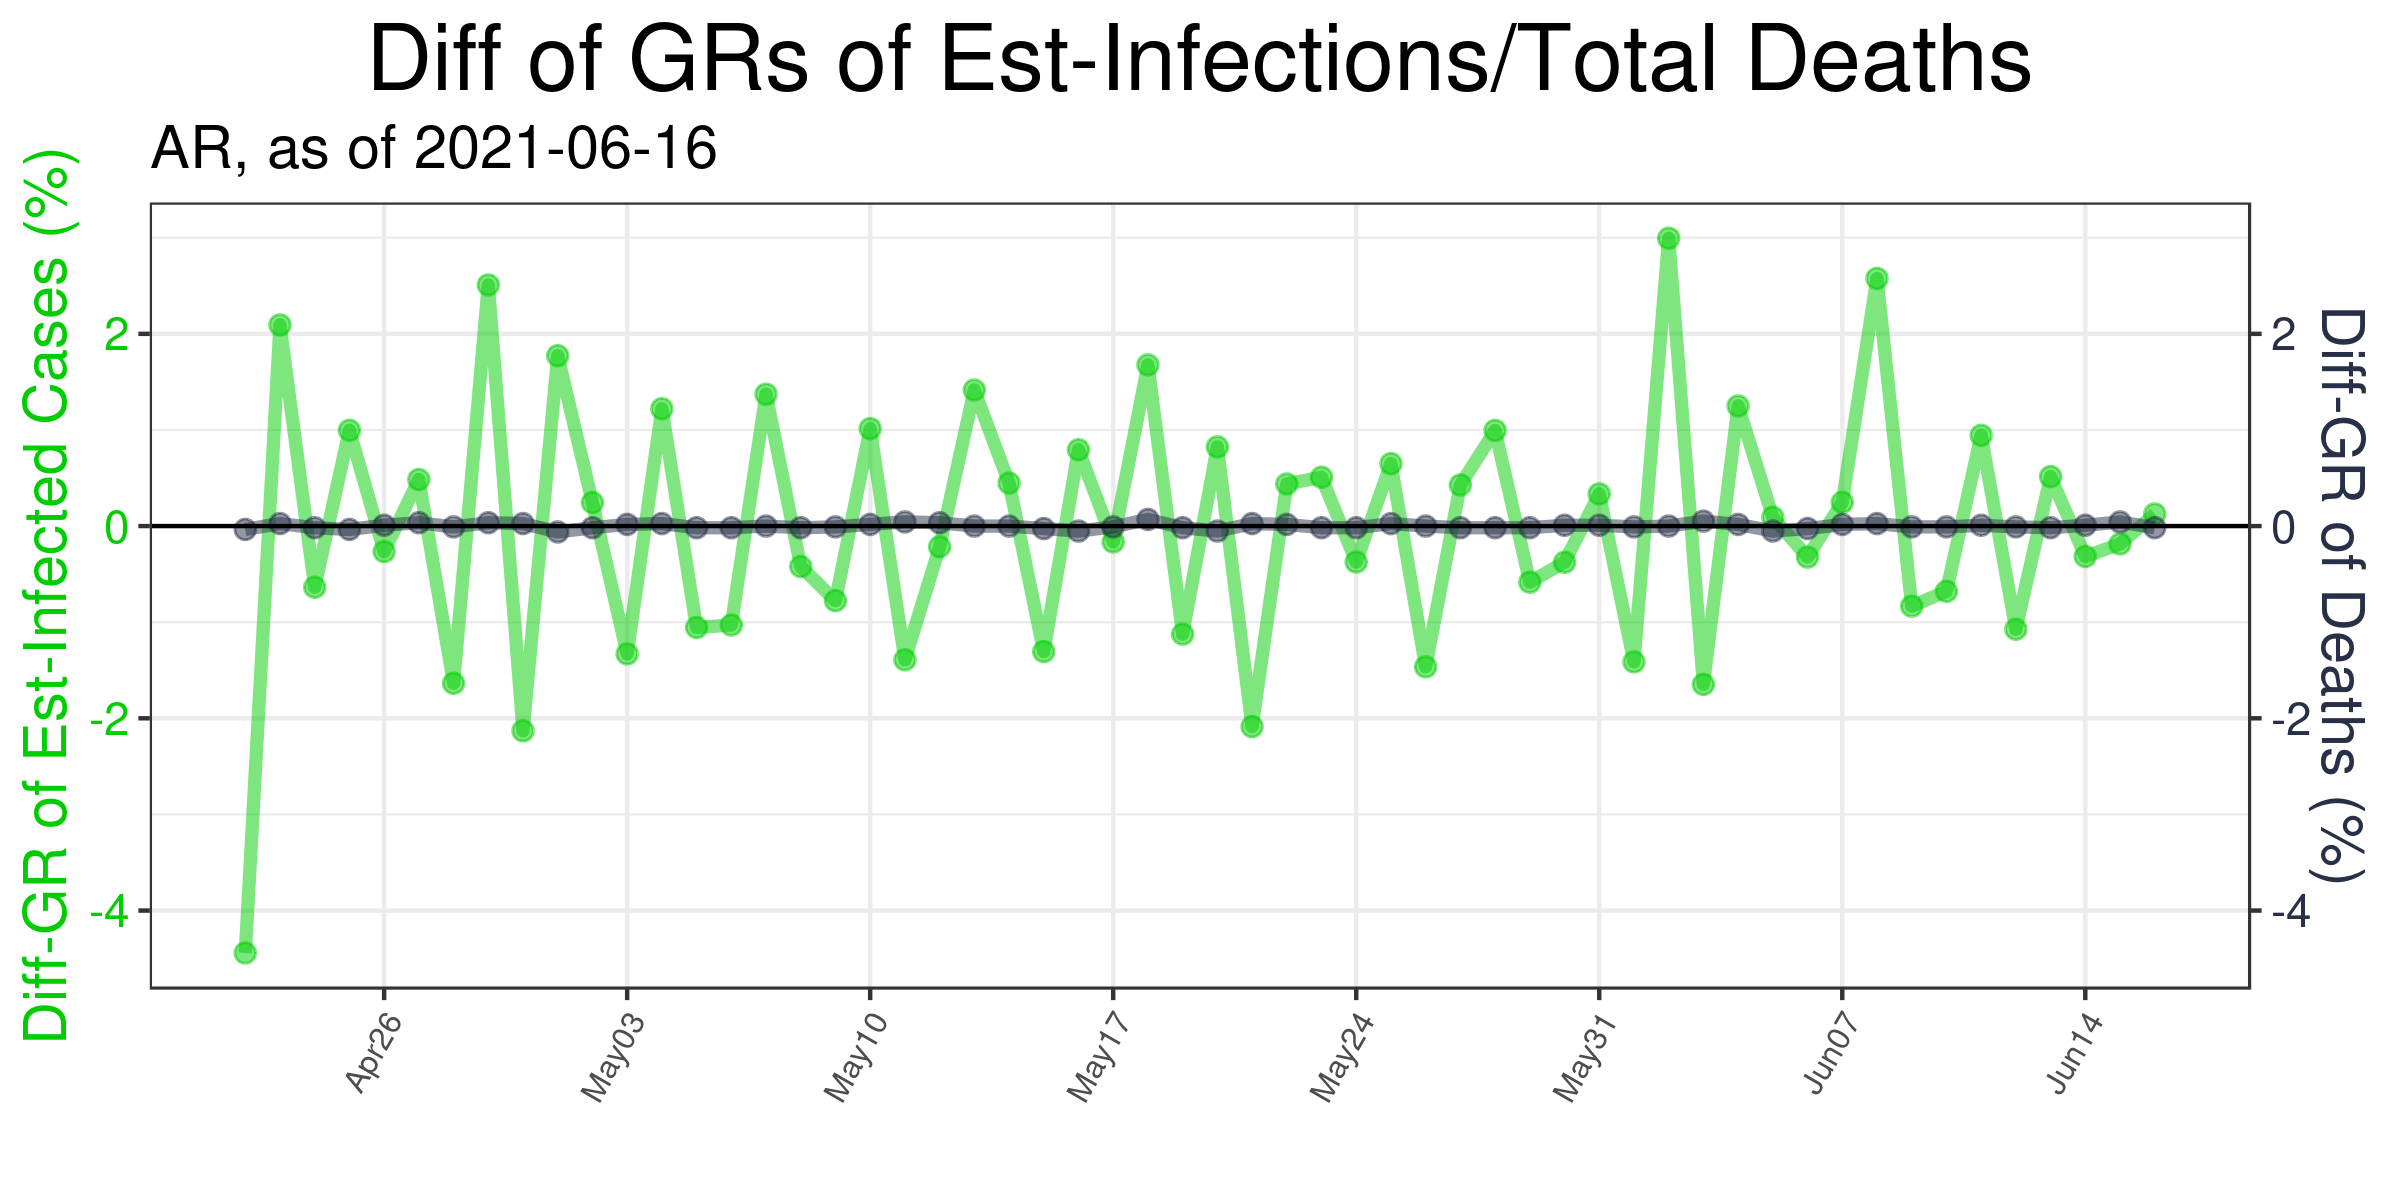 Diff of GRs of Est-Infections/Total Deaths
AR, as of 2021-06-16
Diff-GR of Est-Infected Cases (%)
2
0
-2
-4
2
0
-2
-4
Diff-GR of Deaths (%)
Apr26
May03
May10
May17
May24
May31
Jun07
Jun14